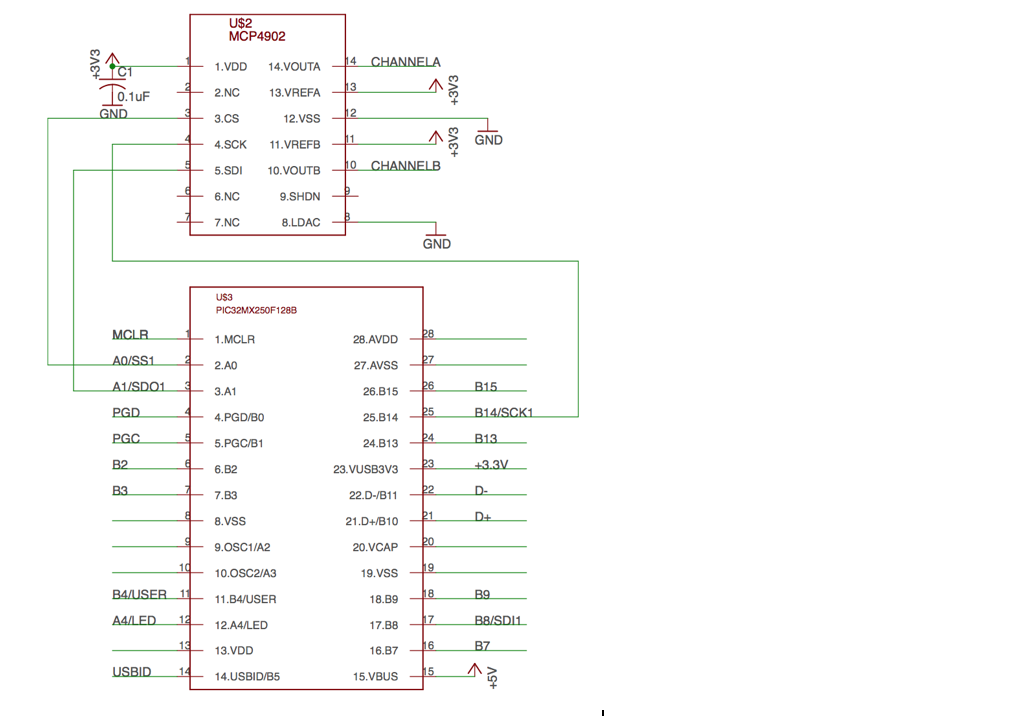 U$2
MCP4902
+3V3
C1
0.1uF
GND
1 1.VDD 14.VOUTA 14 CHANNELA
2 2.NC 13.VREFA 13 +3V3
3 3.CS 12.VSS 12 GND
4 4.SCK 11.VREFB 11 +3V3
5 5.SDI 10.VOUTB 10 CHANNELB
6 6.NC 9.SHDN 9
7 7.NC 8.LDAC 8 GND
U$3
PIC32MX250F128B
MCLR 1 1.MCLR 28.AVDD 28
A0/SS1 2 2.A0 27.AVSS 27
A1/SDO1 3 3.A1 26.B15 26 B15
PGD 4 4.PGD/B0 25.B14 25 B14/SCK1
PGC 5 5.PGC/B1 24.B13 24 B13
B2 6 6.B2 23.VUSB3V3 23 +3.3V
B3 7 7.B3 22.D-/B11 22 D-
8 8.VSS 21.D+/B10 21 D+
9 9.OSC1/A2 20.VCAP 20
10 10.OSC2/A3 19.VSS 19
B4/USER 11 11.B4/USER 18.B9 18 B9
A4/LED 12 12.A4/LED 17.B8 17 B8/SDI1
13 13.VDD 16.B7 16 B7
USBID 14 14.USBID/B5 15.VBUS 15 +5V